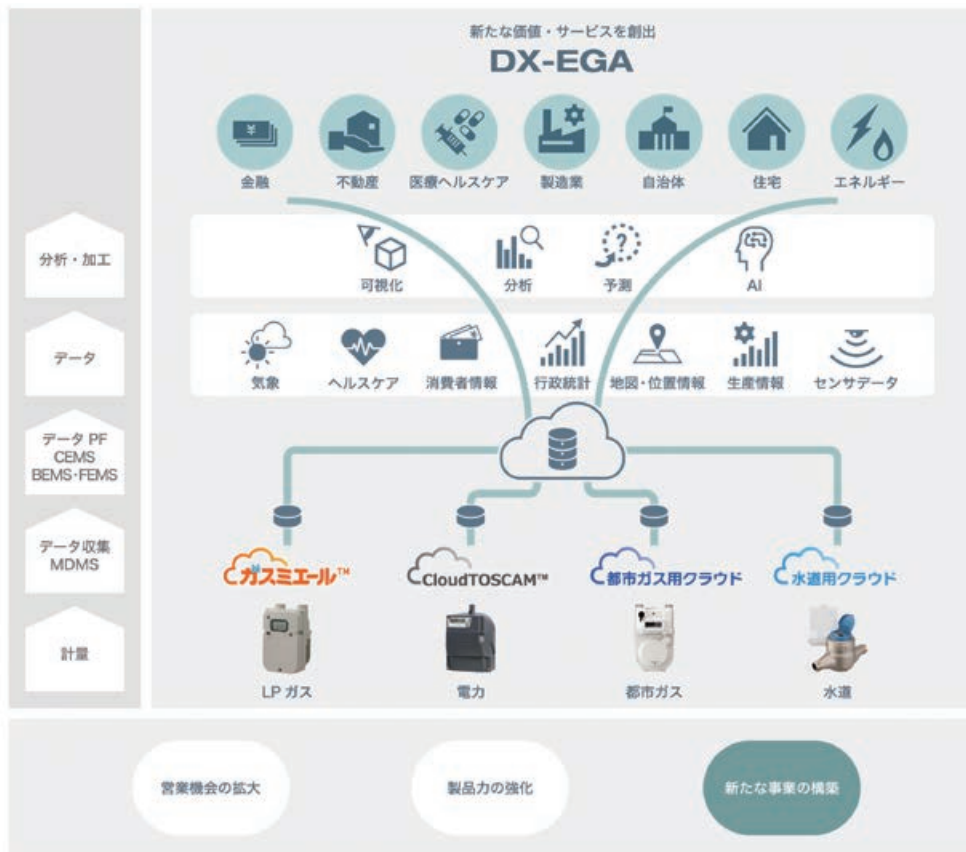 新たな価値・サービスを創出
DX-EGA
金融
不動産
医療ヘルスケア
製造業
自治体
住宅
エネルギー
分析・加工
可視化
分析
予測
AI
データ
気象
ヘルスケア
消費者情報
行政統計
地図・位置情報
生産情報
センサデータ
データ PF
CEMS
BEMS・FEMS
データ収集
MDMS
ガスミエール™
CloudTOSCAM™
都市ガス用クラウド
水道用クラウド
計量
LP ガス
電力
都市ガス
水道
営業機会の拡大
製品力の強化
新たな事業の構築